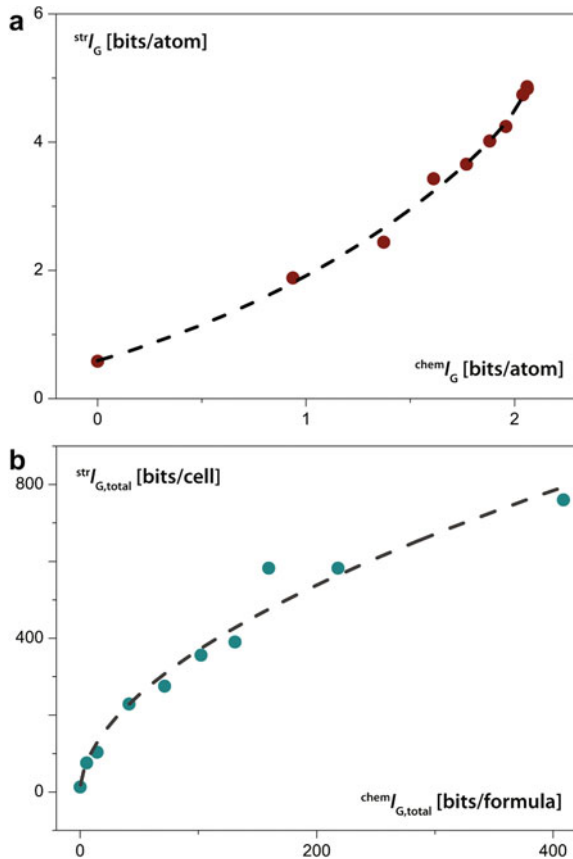 a
6
strIG [bits/atom]
4
2
chemIG [bits/atom]
0
0 1 2
b
strIG,total [bits/cell]
800
400
0
chemIG,total [bits/formula]
0 200 400